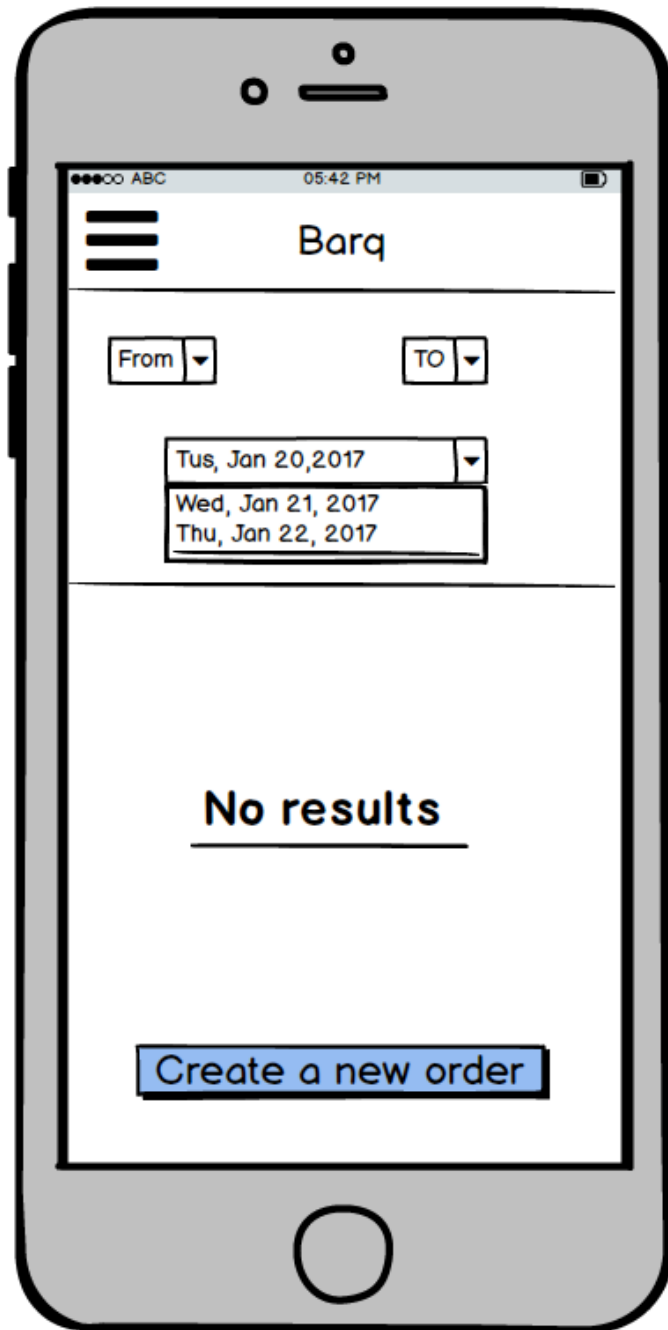 ABC 05:42 PM
Barq
From TO
Tus, Jan 20,2017
Wed, Jan 21, 2017
Thu, Jan 22, 2017
No results
Create a new order